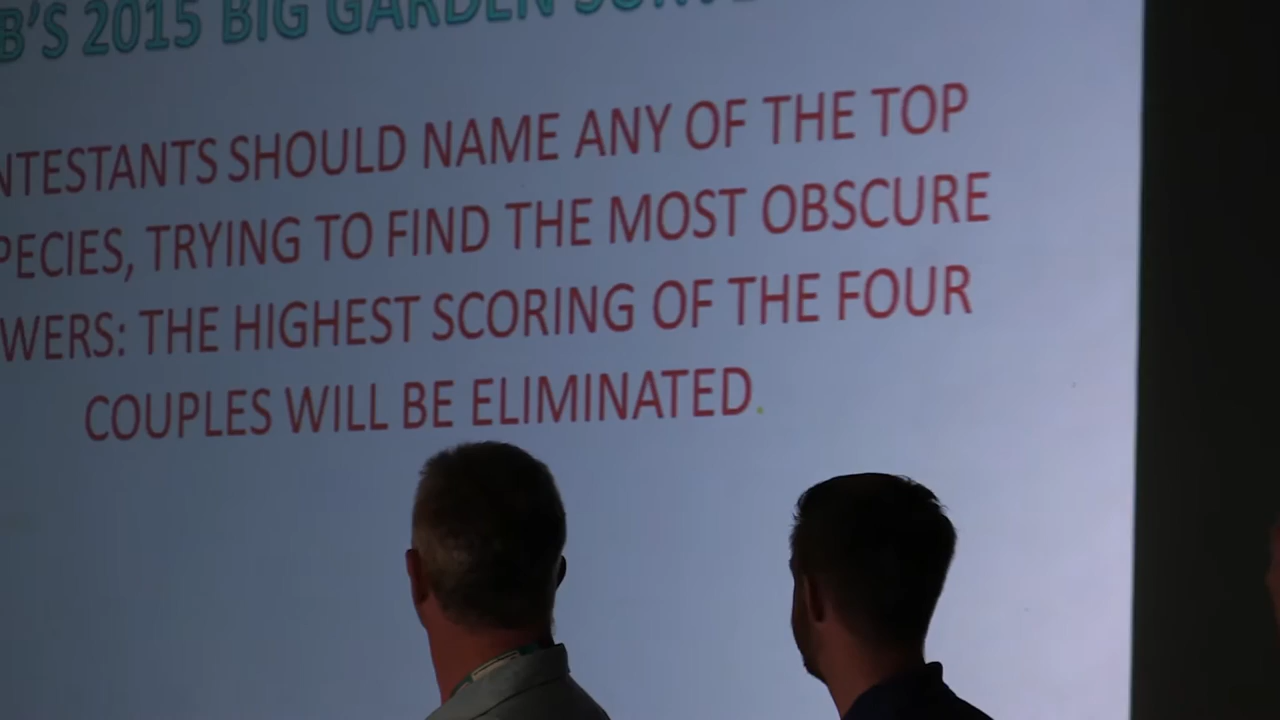 B'S 2015 BIG GARDEN
NTESTANTS SHOULD NAME ANY OF THE TOP
PECIES, TRYING TO FIND THE MOST OBSCURE
WERS: THE HIGHEST SCORING OF THE FOUR
COUPLES WILL BE ELIMINATED.